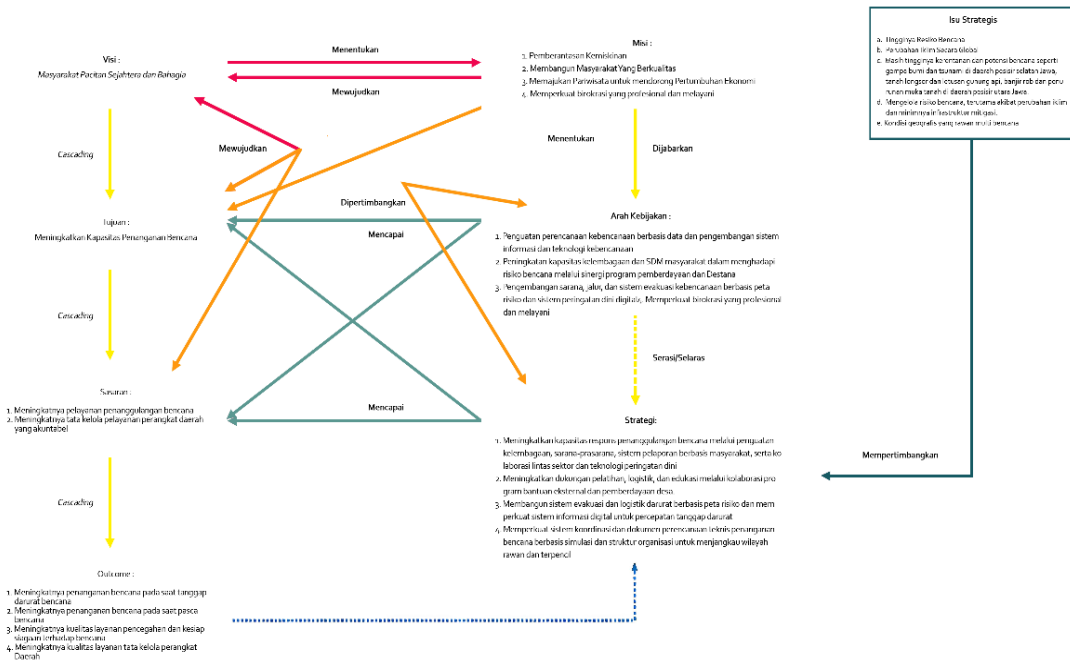 Visi :
Masyarakat Pacitan Sejahtera dan Bahagia
Menentukan
Mewujudkan
Misi :
1. Pemberantasan Kemiskinan
2. Membangun Masyarakat Yang Berkualitas
3. Memajukan Pariwisata untuk mendorong Pertumbuhan Ekonomi
4. Memperkuat birokrasi yang profesional dan melayani
Isu Strategis
a. Tingginya Resiko Bencana
b. Perubahan Iklim Secara Global
c. Masih tingginya kerentanan dan potensi bencana seperti
gempa bumi dan tsunami di daerah pesisir selatan Jawa,
tanah longsor dan letusan gunung api, banjir rob dan penu
runan muka tanah di daerah pesisir utara Jawa.
d. Mengelola risiko bencana, terutama akibat perubahan iklim
dan minimnya infrastruktur mitigasi.
e. Kondisi geografis yang rawan multi bencana
Cascading
Mewujudkan
Menentukan
Dijabarkan
Tujuan :
Meningkatkan Kapasitas Penanganan Bencana
Dipertimbangkan
Mencapai
Arah Kebijakan :
1. Penguatan perencanaan kebencanaan berbasis data dan pengembangan sistem
informasi dan teknologi kebencanaan
2. Peningkatan kapasitas kelembagaan dan SDM masyarakat dalam menghadapi
risiko bencana melalui sinergi program pemberdayaan dan Destana
3. Pengembangan sarana, jalur, dan sistem evakuasi kebencanaan berbasis peta
risiko dan sistem peringatan dini digital4. Memperkuat birokrasi yang profesional
dan melayani
Cascading
Serasi/Selaras
Sasaran :
1. Meningkatnya pelayanan penanggulangan bencana
2. Meningkatnya tata kelola pelayanan perangkat daerah
yang akuntabel
Mencapai
Strategi:
1. Meningkatkan kapasitas respons penanggulangan bencana melalui penguatan
kelembagaan, sarana-prasarana, sistem pelaporan berbasis masyarakat, serta ko
laborasi lintas sektor dan teknologi peringatan dini
2. Meningkatkan dukungan pelatihan, logistik, dan edukasi melalui kolaborasi pro
gram bantuan eksternal dan pemberdayaan desa.
3. Membangun sistem evakuasi dan logistik darurat berbasis peta risiko dan mem
perkuat sistem informasi digital untuk percepatan tanggap darurat
4. Memperkuat sistem koordinasi dan dokumen perencanaan teknis penanganan
bencana berbasis simulasi dan struktur organisasi untuk menjangkau wilayah
rawan dan terpencil
Mempertimbangkan
Cascading
Outcome :
1. Meningkatnya penanganan bencana pada saat tanggap
darurat bencana
2. Meningkatnya penanganan bencana pada saat pasca
bencana
3. Meningkatnya kualitas layanan pencegahan dan kesiap
siagaan terhadap bencana
4. Meningkatnya kualitas layanan tata kelola perangkat
Daerah